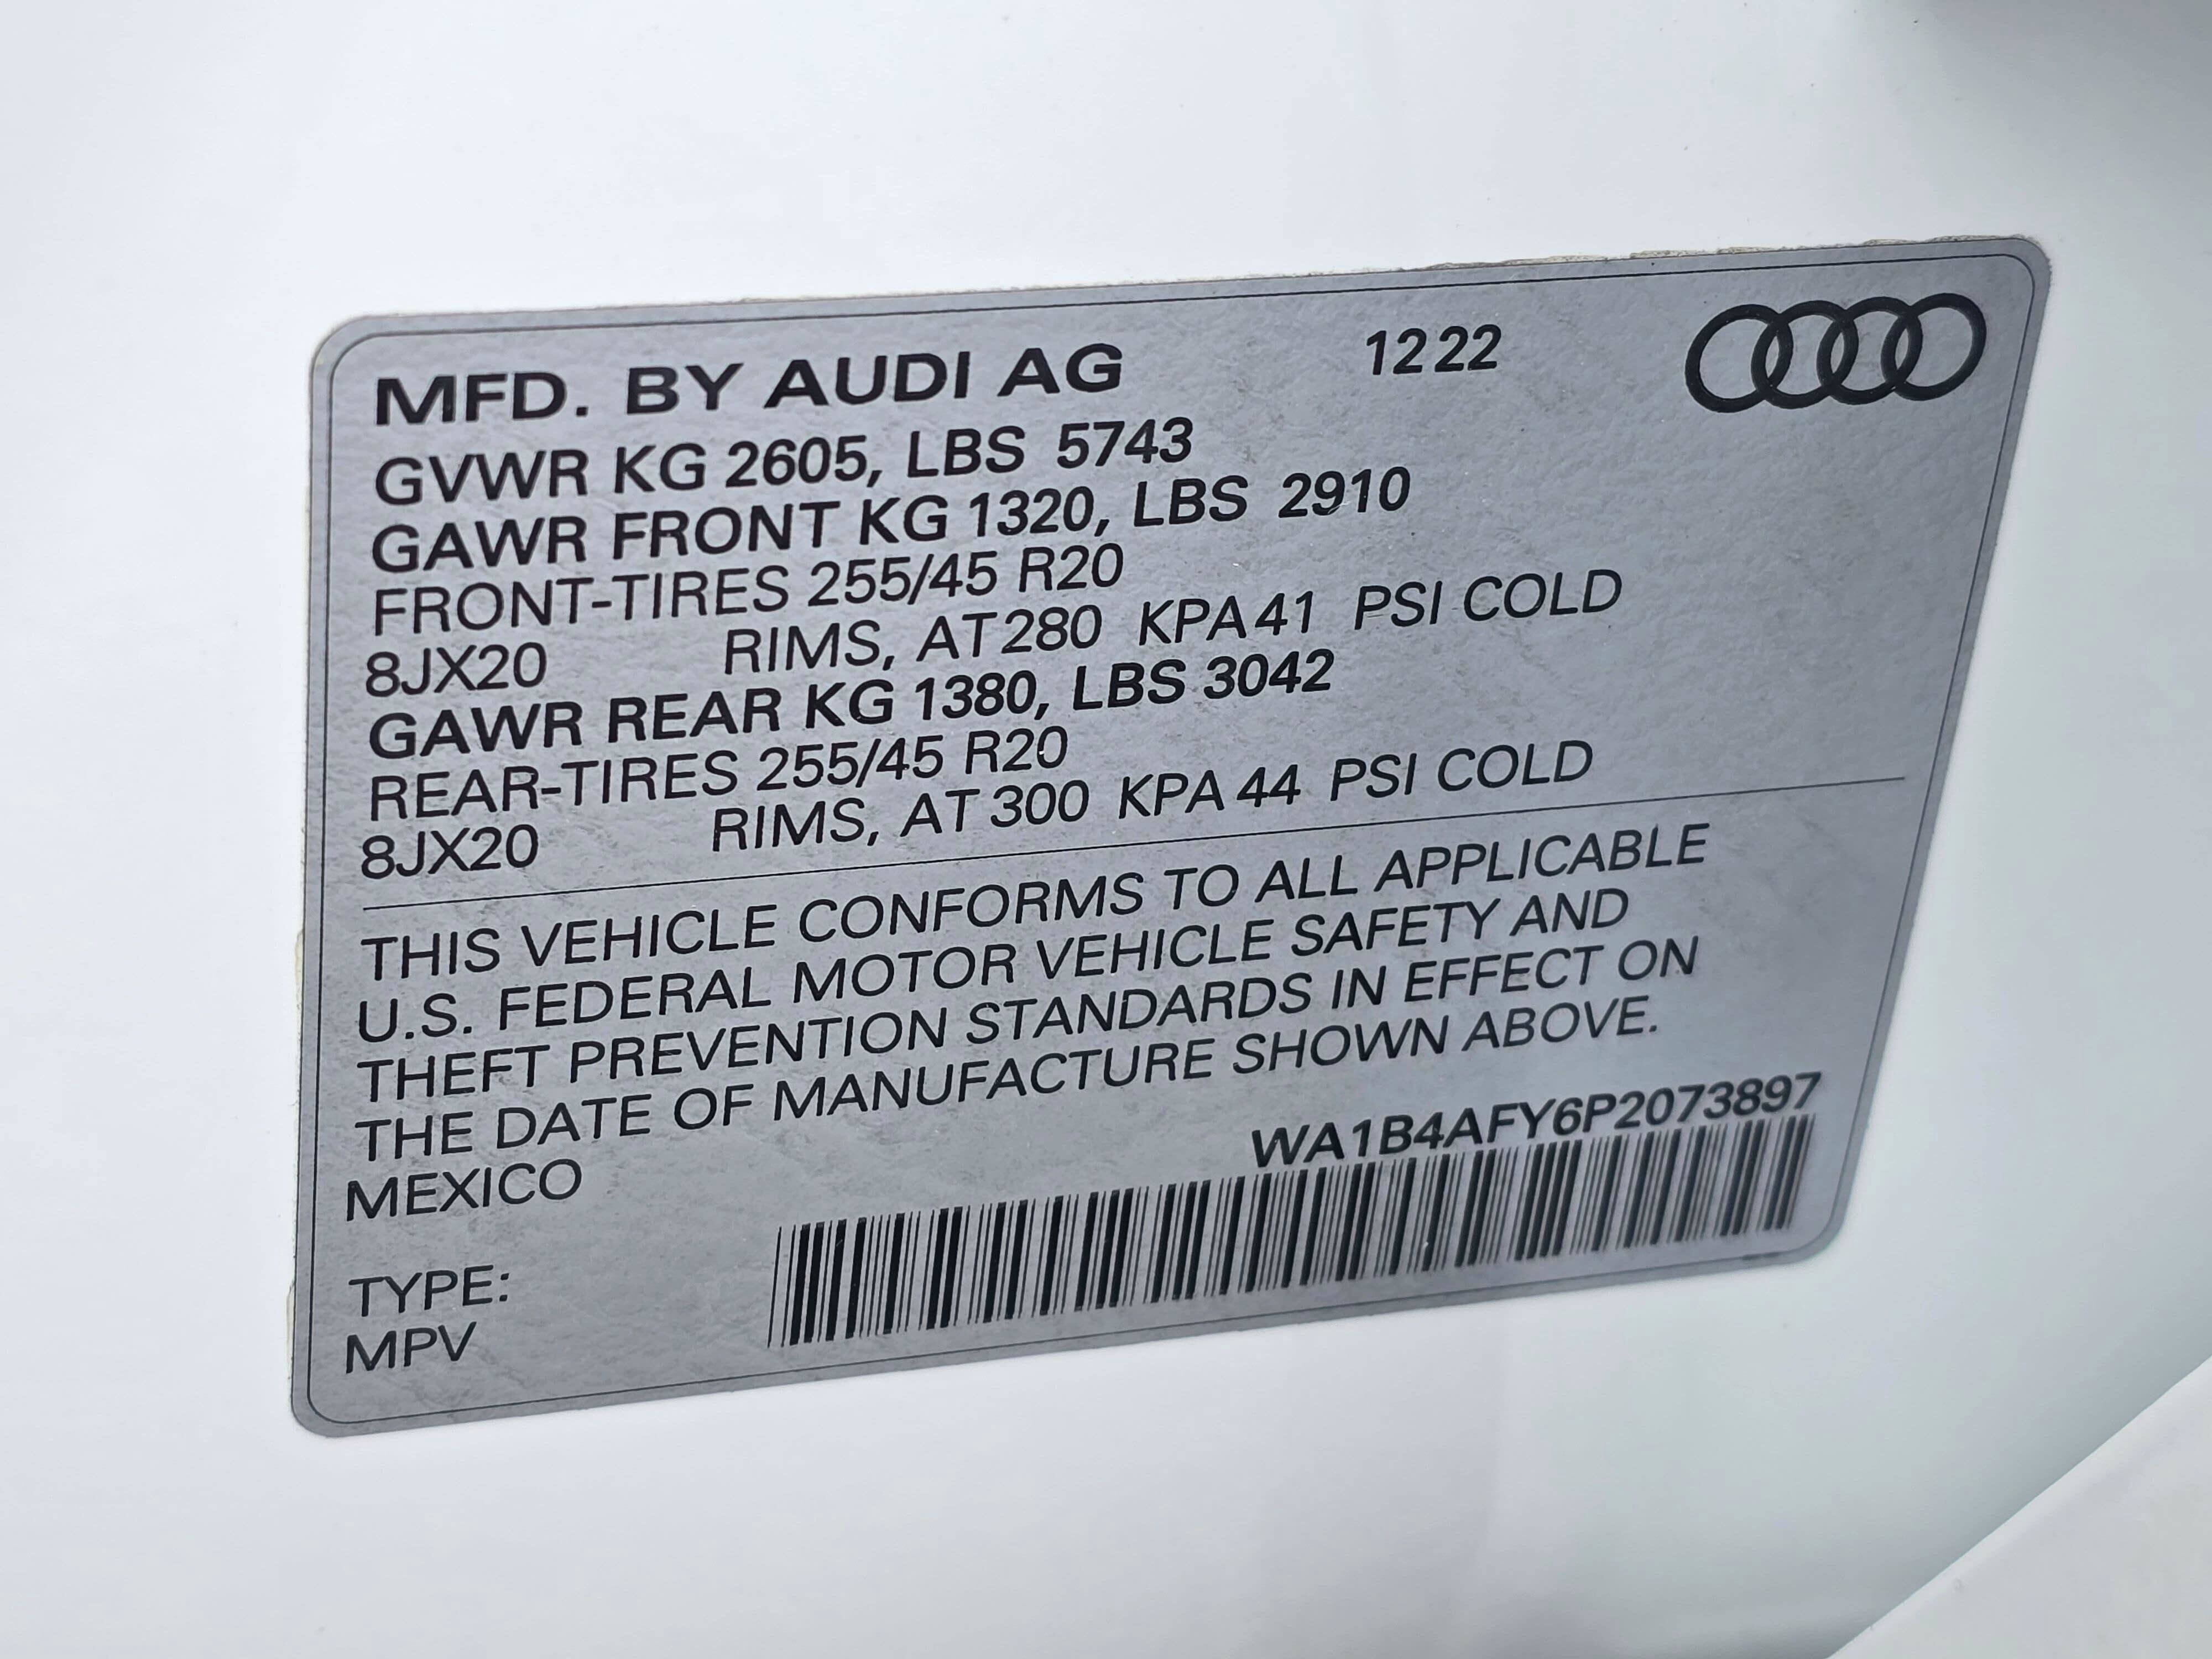 MFD. BY AUDI AG 1222
GVWR KG 2605, LBS 5743
GAWR FRONT KG 1320, LBS 2910
FRONT-TIRES 255/45 R20
8JX20 RIMS, AT 280 KPA 41 PSI COLD
GAWR REAR KG 1380, LBS 3042
REAR-TIRES 255/45 R20
8JX20 RIMS, AT 300 KPA 44 PSI COLD
THIS VEHICLE CONFORMS TO ALL APPLICABLE
U.S. FEDERAL MOTOR VEHICLE SAFETY AND
THEFT PREVENTION STANDARDS IN EFFECT ON
THE DATE OF MANUFACTURE SHOWN ABOVE.
MEXICO WA1B4AFY6P2073897
TYPE:
MPV